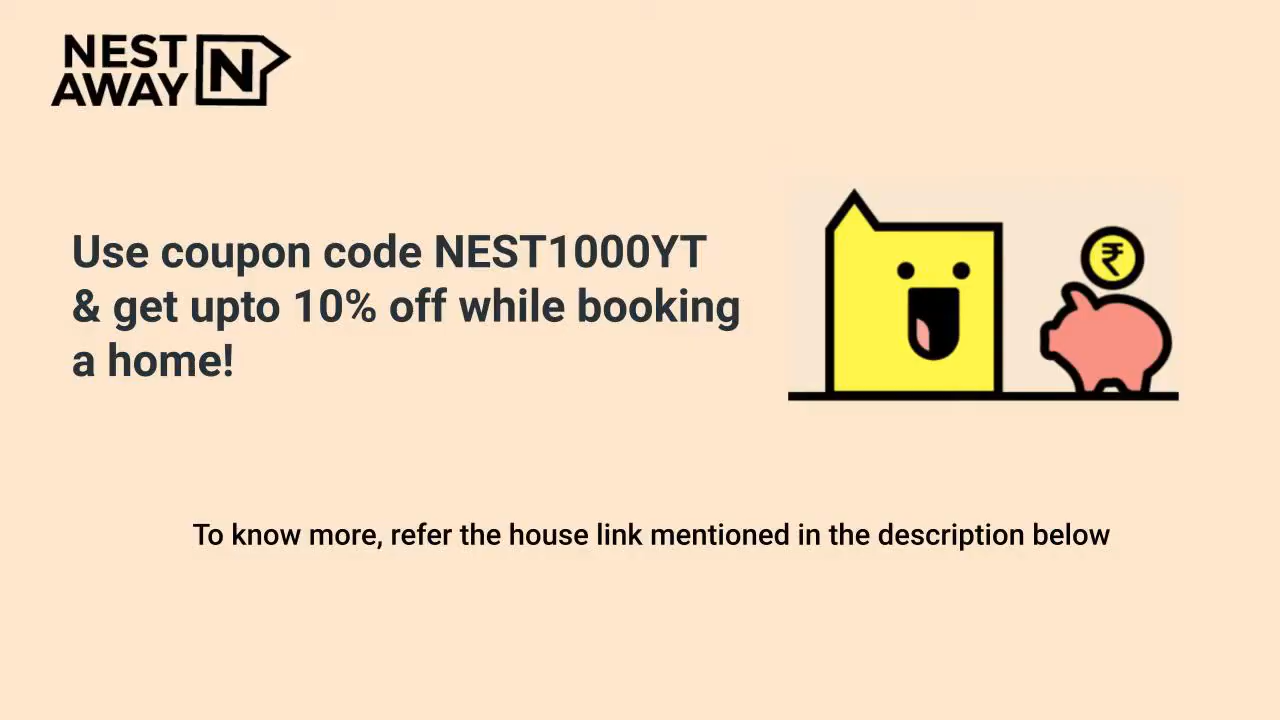 NEST
AWAY N
Use coupon code NEST1000YT
& get upto 10% off while booking
a home!
₹
To know more, refer the house link mentioned in the description below